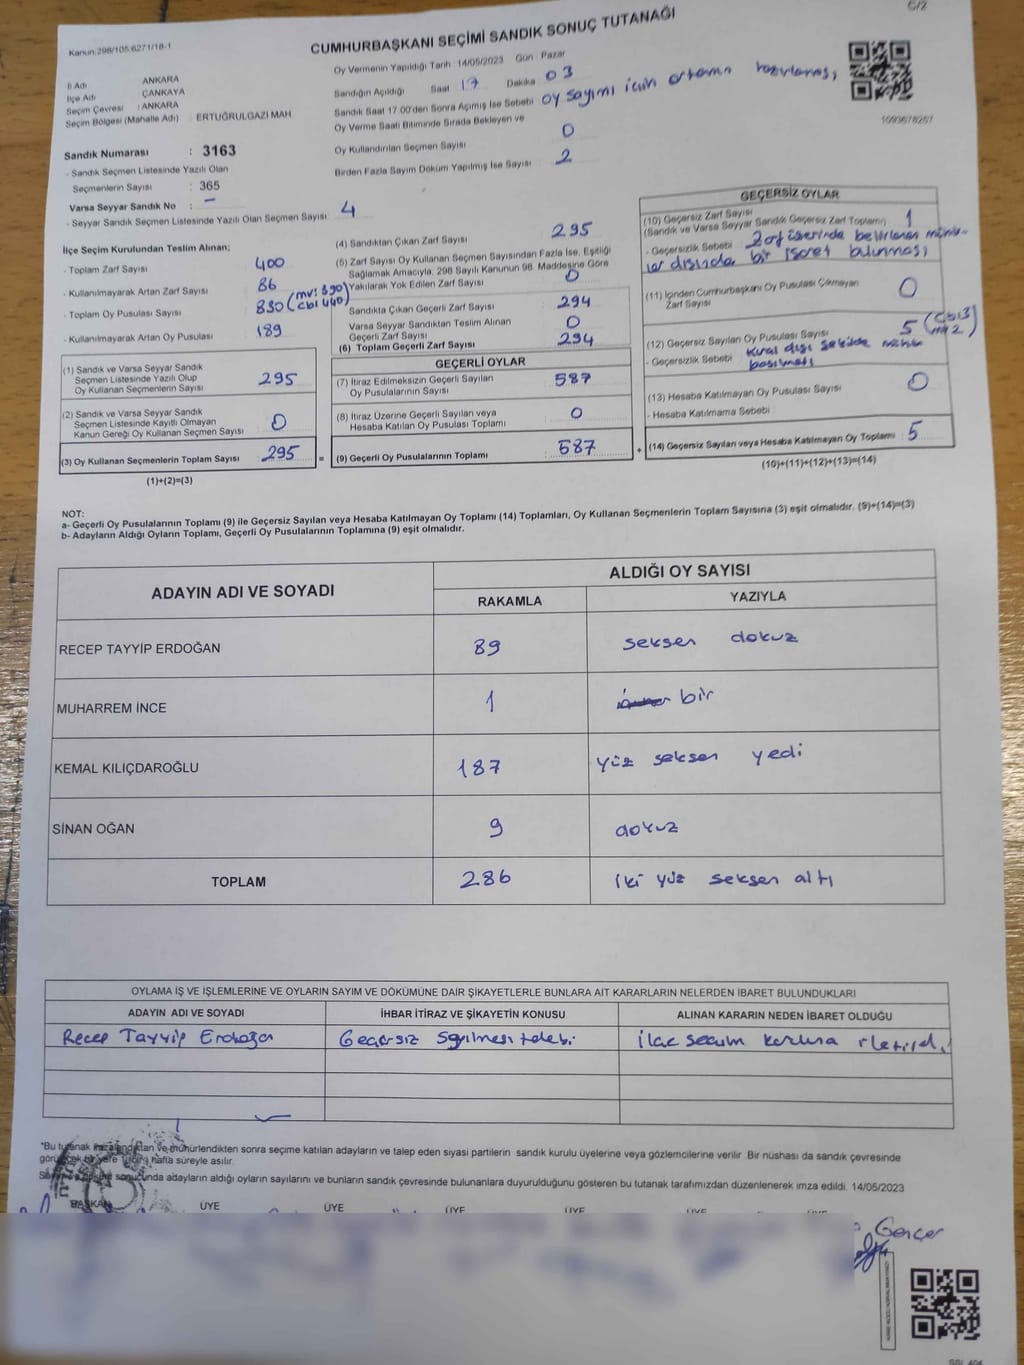 S/2
Kanun.298/105.6271/18-1
CUMHURBAŞKANI SEÇİMİ SANDIK SONUÇ TUTANAĞI
İl Adı ANKARA
İlçe Adı ÇANKAYA
Seçim Çevresi : ANKARA
Seçim Bölgesi (Mahalle Adı) : ERTUĞRULGAZİ MAH
Oy Vermenin Yapıldığı Tarih 14/05/2023 Gün Pazar
Sandığın Açıldığı Saat 17 Dakika 03
Sandık Saat 17.00'den Sonra Açımış İse Sebebi oy sayımı için ortamın hazırlanması
Oy Verme Saati Bitiminde Sırada Bekleyen ve
Oy Kullandırılan Seçmen Sayısı 0
Birden Fazla Sayım Döküm Yapılmış İse Sayısı 2
1099678257
Sandık Numarası : 3163
- Sandık Seçmen Listesinde Yazılı Olan
Seçmenlerin Sayısı : 365
Varsa Seyyar Sandık No : -
- Seyyar Sandık Seçmen Listesinde Yazılı Olan Seçmen Sayısı 4
İlçe Seçim Kurulundan Teslim Alınan;
- Toplam Zarf Sayısı 400
- Kullanılmayarak Artan Zarf Sayısı 86
- Toplam Oy Pusulası Sayısı 830 (mv: 390 cbi 440)
- Kullanılmayarak Artan Oy Pusulası 189
(1) Sandık ve Varsa Seyyar Sandık
Seçmen Listesinde Yazılı Olup
Oy Kullanan Seçmenlerin Sayısı 295
(2) Sandık ve Varsa Seyyar Sandık
Seçmen Listesinde Kayıtlı Olmayan
Kanun Gereği Oy Kullanan Seçmen Sayısı 0
(3) Oy Kullanan Seçmenlerin Toplam Sayısı 295 =
(1)+(2)=(3)
(4) Sandıktan Çıkan Zarf Sayısı 295
(5) Zarf Sayısı Oy Kullanan Seçmen Sayısından Fazla İse, Eşitliği
Sağlamak Amacıyla, 298 Sayılı Kanunun 98. Maddesine Göre
Yakılarak Yok Edilen Zarf Sayısı 0
Sandıkta Çıkan Geçerli Zarf Sayısı 294
Varsa Seyyar Sandıktan Teslim Alınan
Geçerli Zarf Sayısı 0
(6) Toplam Geçerli Zarf Sayısı 294
GEÇERLİ OYLAR
(7) İtiraz Edilmeksizin Geçerli Sayılan
Oy Pusulalarının Sayısı 587
(8) İtiraz Üzerine Geçerli Sayılan veya
Hesaba Katılan Oy Pusulası Toplamı 0
(9) Geçerli Oy Pusulalarının Toplamı 587 +
GEÇERSİZ OYLAR
(10) Geçersiz Zarf Sayısı
(Sandık ve Varsa Seyyar Sandık Geçersiz Zarf Toplamı) 1
- Geçersizlik Sebebi Zarf üzerinde belirlenen mühür-
ler dışında bir işaret bulunması
(11) İçinden Cumhurbaşkanı Oy Pusulası Çıkmayan
Zarf Sayısı 0
(12) Geçersiz Sayılan Oy Pusulası Sayısı 5 (Cbi3 mv2)
- Geçersizlik Sebebi Kural dışı şekilde mühür
basılması
(13) Hesaba Katılmayan Oy Pusulası Sayısı 0
- Hesaba Katılmama Sebebi
(14) Geçersiz Sayılan veya Hesaba Katılmayan Oy Toplamı 5
(10)+(11)+(12)+(13)=(14)
NOT:
a- Geçerli Oy Pusulalarının Toplamı (9) ile Geçersiz Sayılan veya Hesaba Katılmayan Oy Toplamı (14) Toplamları, Oy Kullanan Seçmenlerin Toplam Sayısına (3) eşit olmalıdır. (9)+(14)=(3)
b- Adayların Aldığı Oyların Toplamı, Geçerli Oy Pusulalarının Toplamına (9) eşit olmalıdır.
ADAYIN ADI VE SOYADI ALDIĞI OY SAYISI
RAKAMLA YAZIYLA
RECEP TAYYİP ERDOĞAN 89 seksen dokuz
MUHARREM İNCE 1 bir
KEMAL KILIÇDAROĞLU 187 yüz seksen yedi
SİNAN OĞAN 9 dokuz
TOPLAM 286 iki yüz seksen altı
OYLAMA İŞ VE İŞLEMLERİNE VE OYLARIN SAYIM VE DÖKÜMÜNE DAİR ŞİKAYETLERLE BUNLARA AİT KARARLARIN NELERDEN İBARET BULUNDUKLARI
ADAYIN ADI VE SOYADI İHBAR İTİRAZ VE ŞİKAYETİN KONUSU ALINAN KARARIN NEDEN İBARET OLDUĞU
Recep Tayyip Erdoğan Geçersiz Sayılması talebi ilçe seçim kuruluna iletildi
*Bu tutanak imzalandıktan ve mühürlendikten sonra seçime katılan adayların ve talep eden siyasi partilerin sandık kurulu üyelerine veya gözlemcilerine verilir. Bir nüshası da sandık çevresinde
görülecek bir yere 1(bir) hafta süreyle asılır.
sonucunda adayların aldığı oyların sayılarını ve bunların sandık çevresinde bulunanlara duyurulduğunu gösteren bu tutanak tarafımızdan düzenlenerek imza edildi. 14/05/2023
BAŞKAN ÜYE ÜYE ÜYE ÜYE ÜYE ÜYE